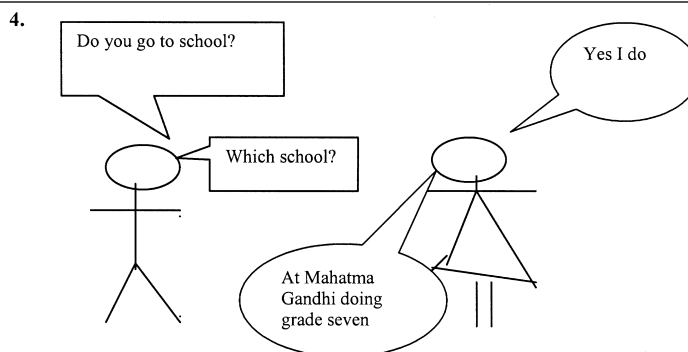 4.
Do you go to school?
Yes I do
Which school?
At Mahatma
Gandhi doing
grade seven